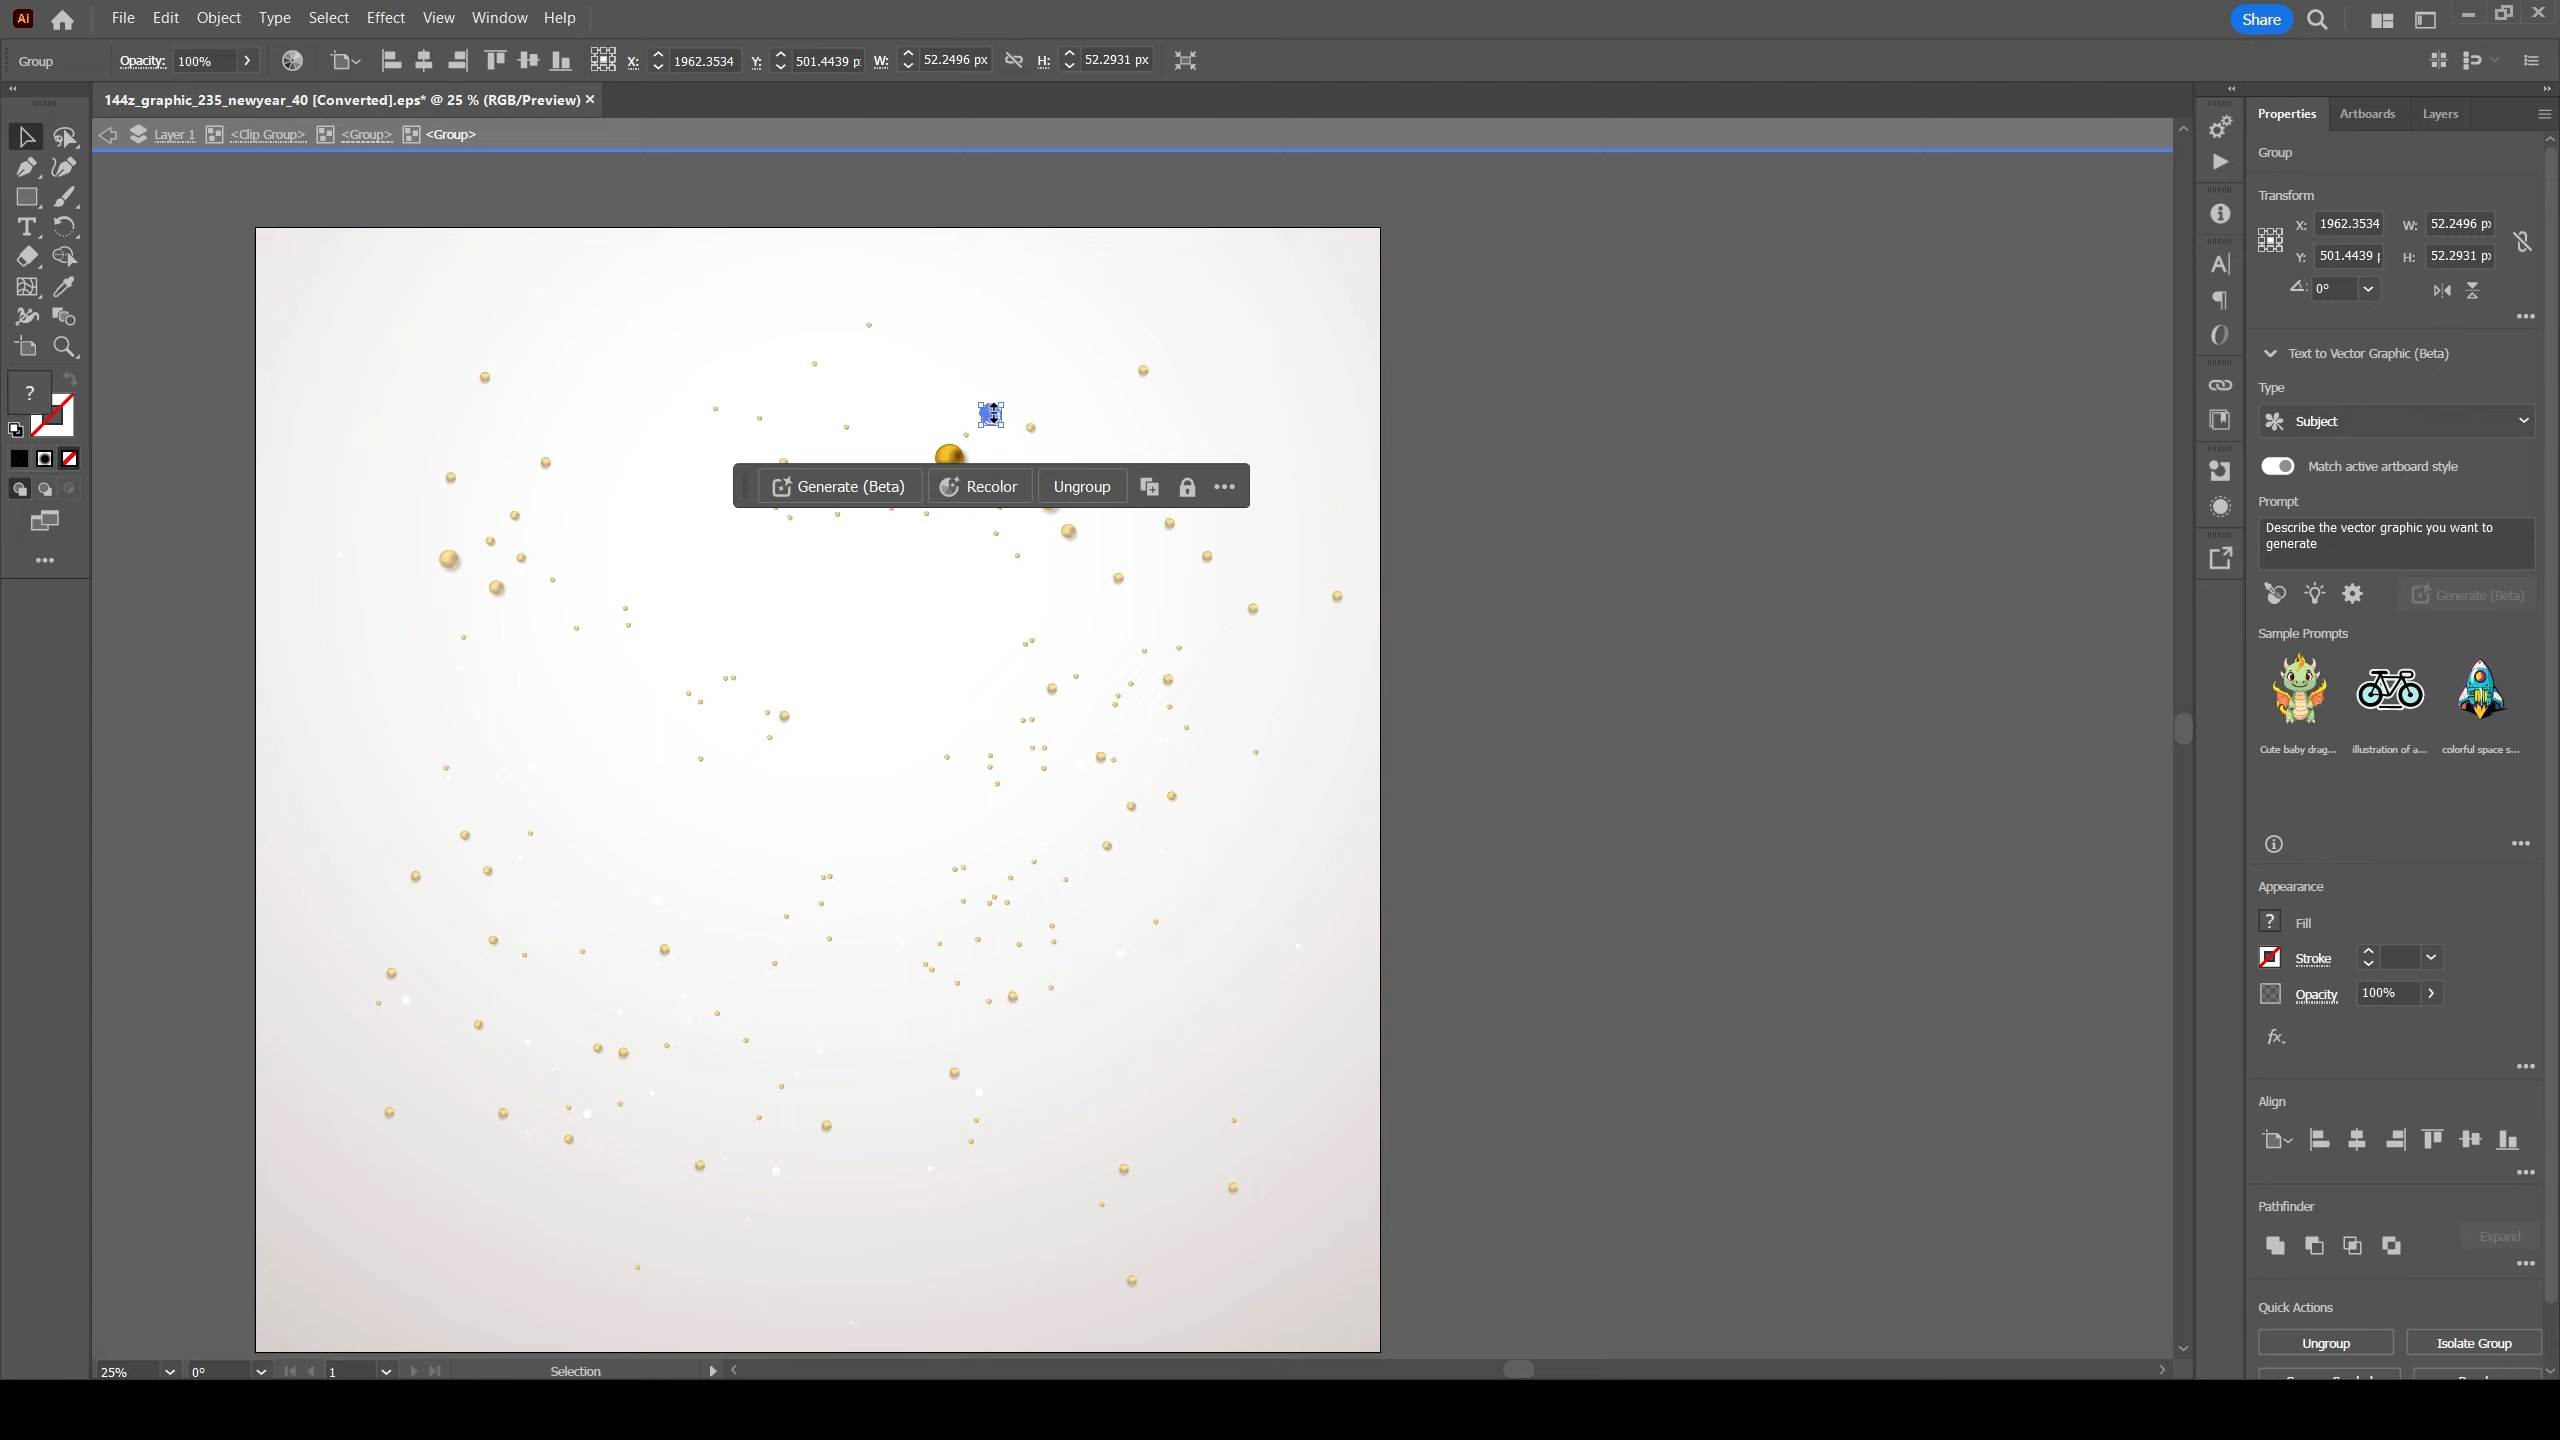 Ai File Edit Object Type Select Effect View Window Help Share
Group Opacity: 100% X: 1962.3534 Y: 501.4439 p W: 52.2496 px H: 52.2931 px
144z_graphic_235_newyear_40 [Converted].eps* @ 25 % (RGB/Preview) ×
Layer 1 <Clip Group> <Group> <Group>
Generate (Beta) Recolor Ungroup
Properties Artboards Layers
Group
Transform
X: 1962.3534 W: 52.2496 p
Y: 501.4439 H: 52.2931 p
0°
Text to Vector Graphic (Beta)
Type
Subject
Match active artboard style
Prompt
Describe the vector graphic you want to
generate
Generate (Beta)
Sample Prompts
Cute baby drag... illustration of a... colorful space s...
Appearance
? Fill
Stroke
Opacity 100%
fx.
Align
Pathfinder
Expand
Quick Actions
Ungroup Isolate Group
25% 0° 1 Selection